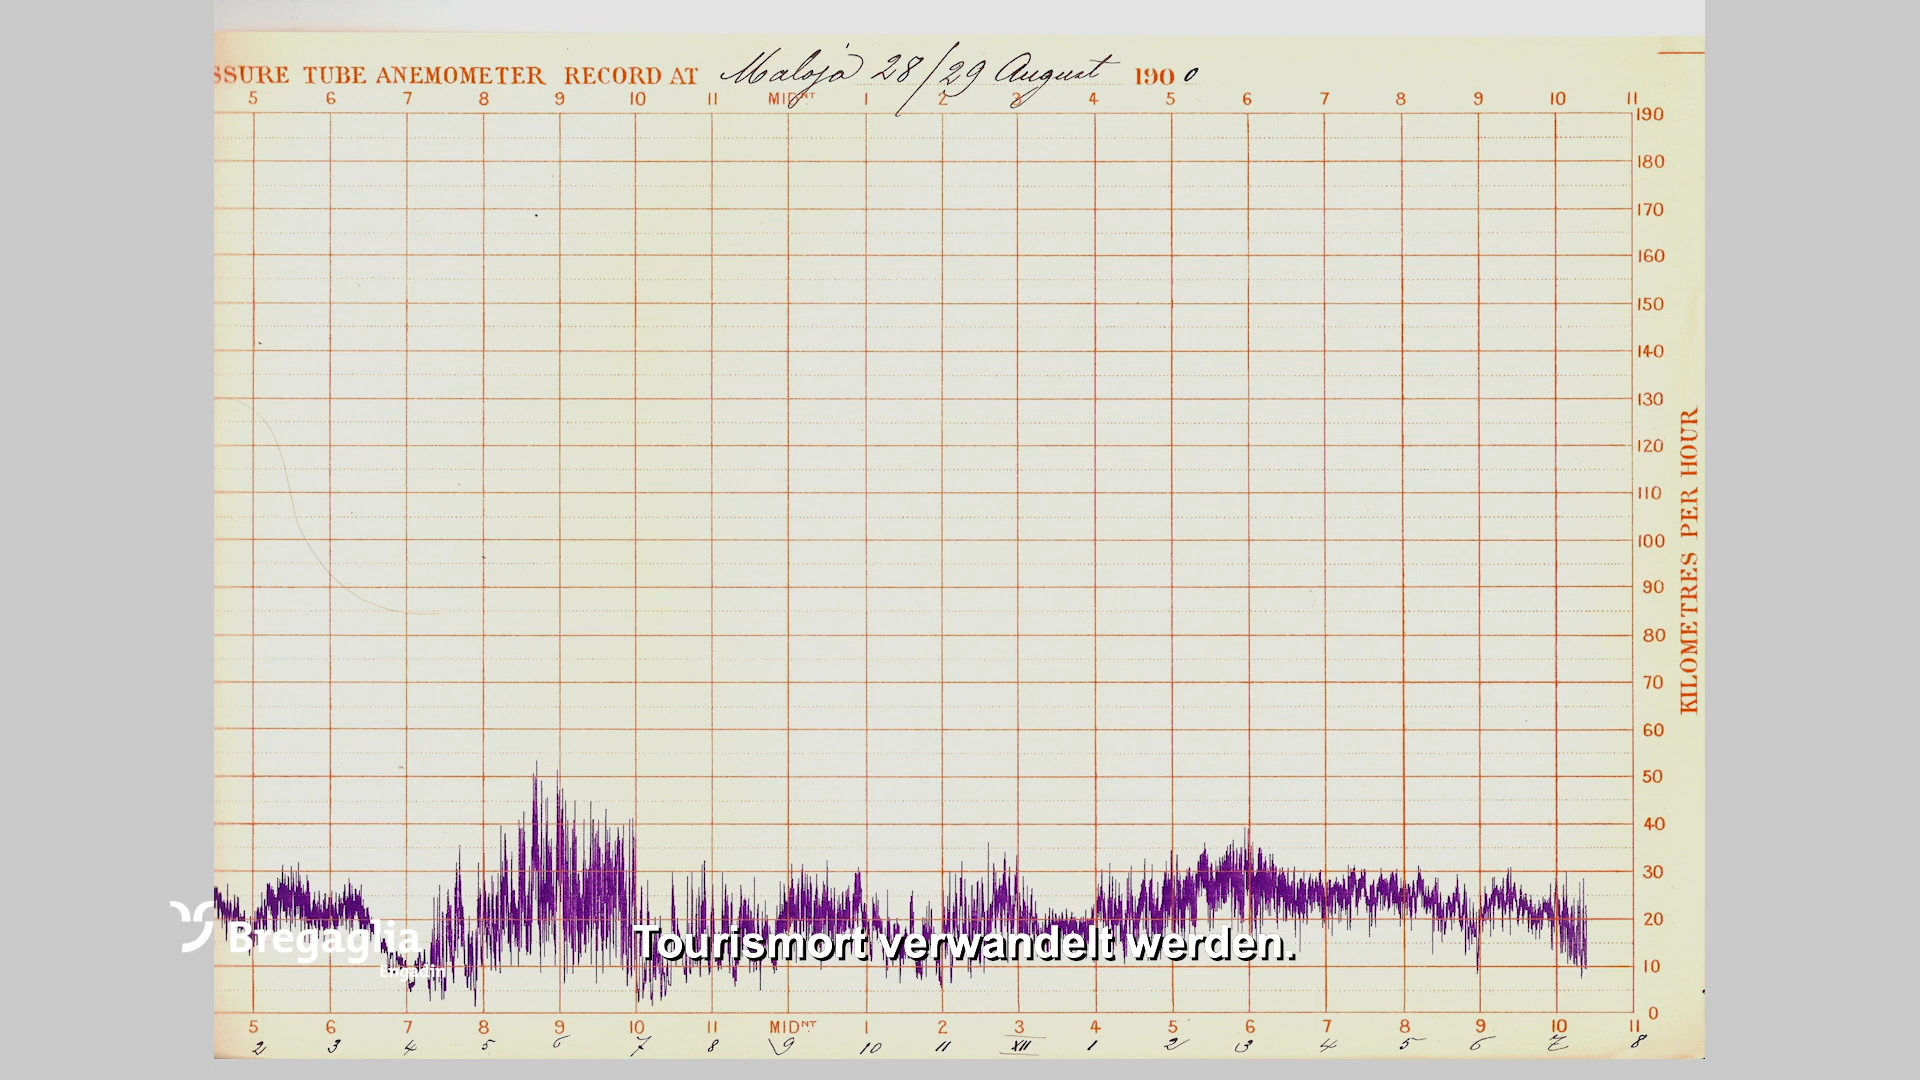 SSURE TUBE ANEMOMETER RECORD AT Maloja 28/29 August 1900
5 6 7 8 9 10 11 MIDNT 1 2 3 4 5 6 7 8 9 10 11
190
180
170
160
150
140
130
120
110
100
90
80
70
60
50
40
30
20
10
0
KILOMETRES PER HOUR
Bregaglia
Engadin
Tourismort verwandelt werden.
5 6 7 8 9 10 11 MIDNT 1 2 3 4 5 6 7 8 9 10 11
2 3 4 5 6 7 8 9 10 11 XII 1 2 3 4 5 6 7 8